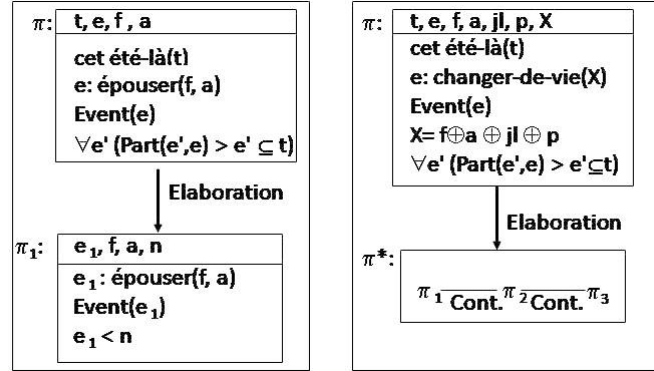 π: t, e, f , a
cet été-là(t)
e: épouser(f, a)
Event(e)
∀e' (Part(e',e) > e' ⊆ t)
Elaboration
π₁: e₁, f, a, n
e₁ : épouser(f, a)
Event(e₁)
e₁ < n
π: t, e, f, a, jl, p, X
cet été-là(t)
e: changer-de-vie(X)
Event(e)
X= f⊕a ⊕ jl ⊕ p
∀e' (Part(e',e) > e'⊆t)
Elaboration
π*:
π₁ Cont. π₂ Cont. π₃